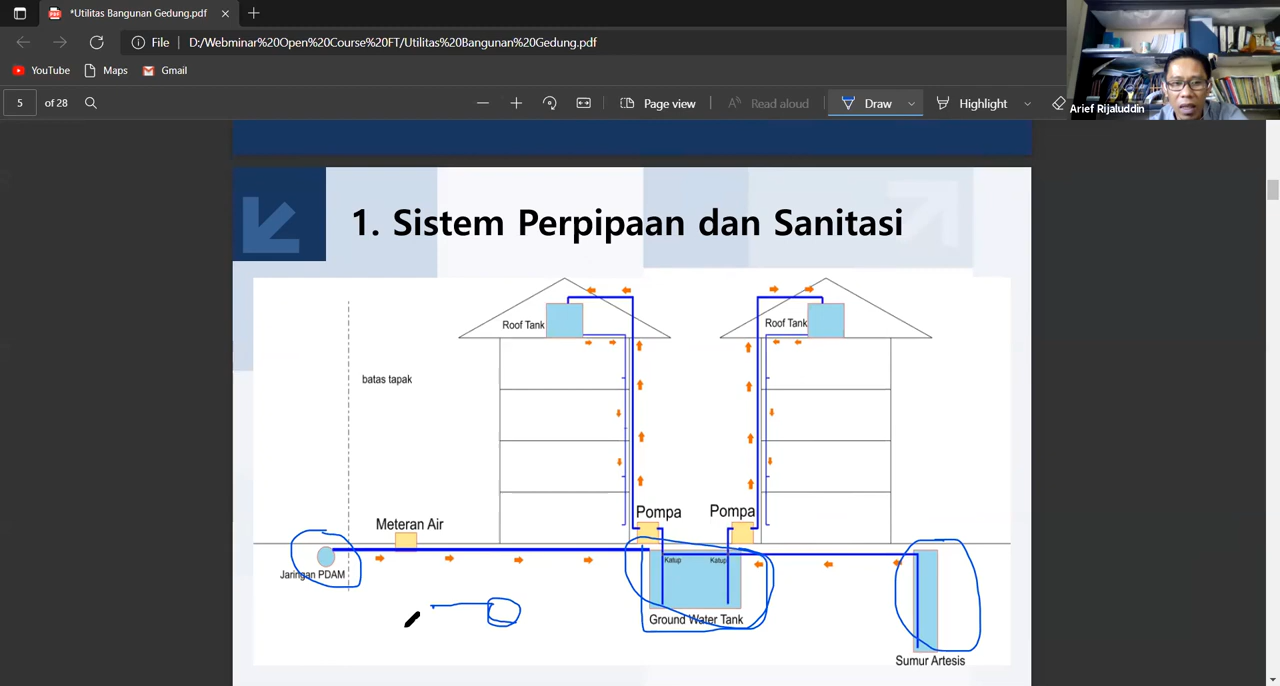 *Utilitas Bangunan Gedung.pdf
File
D:/Webminar%20Open%20Course%20FT/Utilitas%20Bangunan%20Gedung.pdf
YouTube
Maps
Gmail
5 of 28
Page view
Read aloud
Draw
Highlight
Arief Rijaluddin
1. Sistem Perpipaan dan Sanitasi
Roof Tank
Roof Tank
batas tapak
Pompa
Pompa
Meteran Air
Katup
Katup
Jaringan PDAM
Ground Water Tank
Sumur Artesis